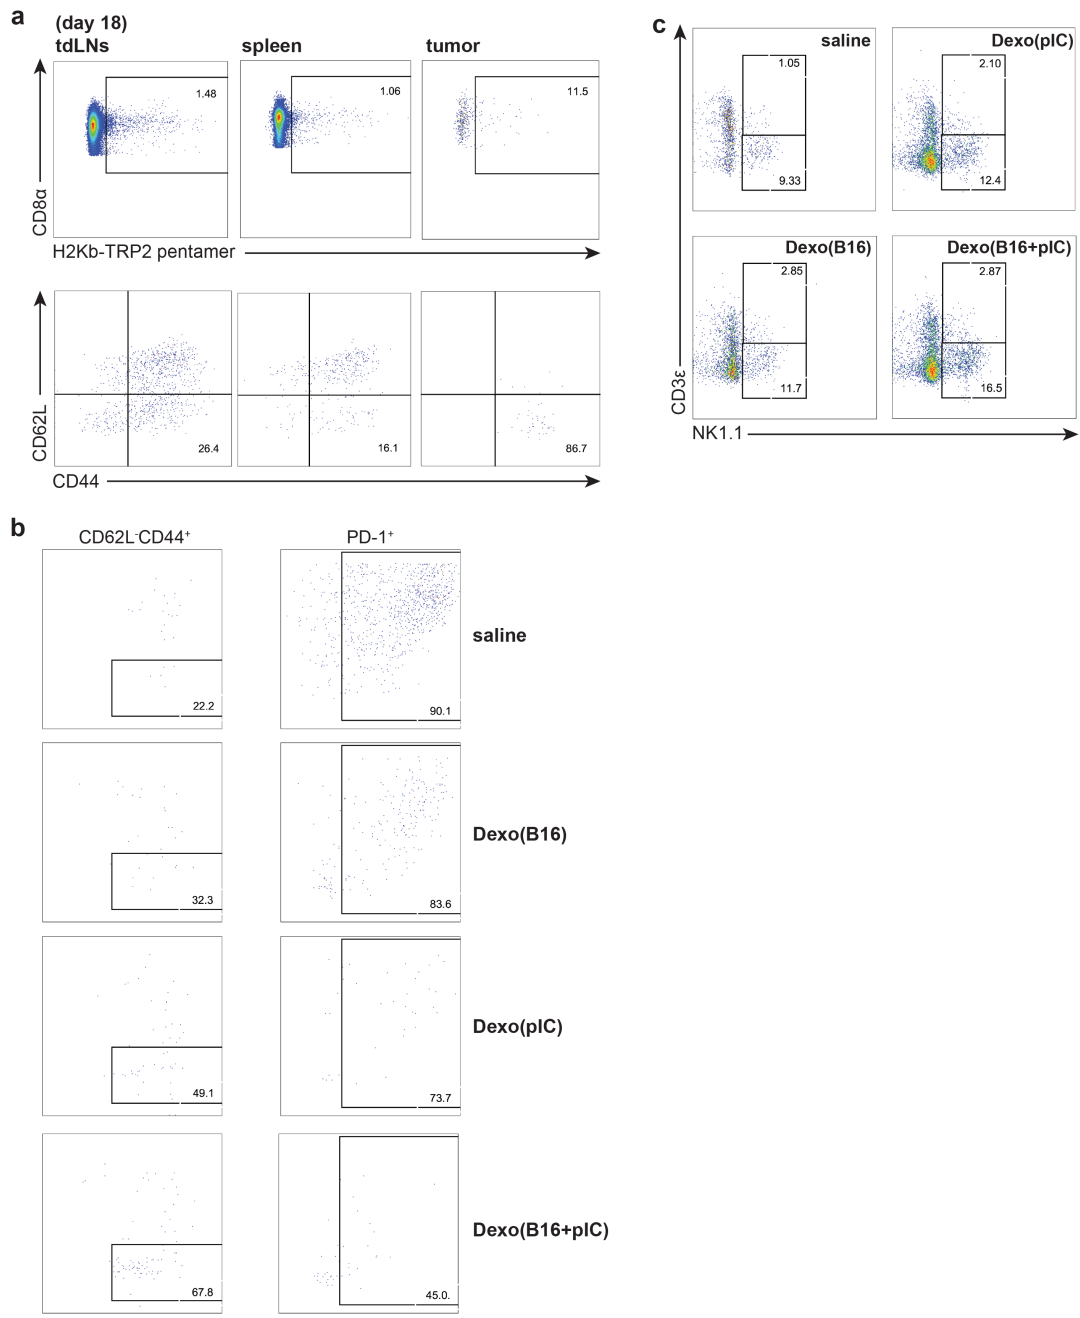 a
(day 18)
tdLNs spleen tumor
1.48 1.06 11.5
CD8α
H2Kb-TRP2 pentamer
26.4 16.1 86.7
CD62L
CD44
c
saline Dexo(pIC)
1.05 2.10
9.33 12.4
Dexo(B16) Dexo(B16+pIC)
2.85 2.87
11.7 16.5
CD3ε
NK1.1
b
CD62L⁻CD44⁺ PD-1⁺
saline
22.2 90.1
Dexo(B16)
32.3 83.6
Dexo(pIC)
49.1 73.7
Dexo(B16+pIC)
67.8 45.0.